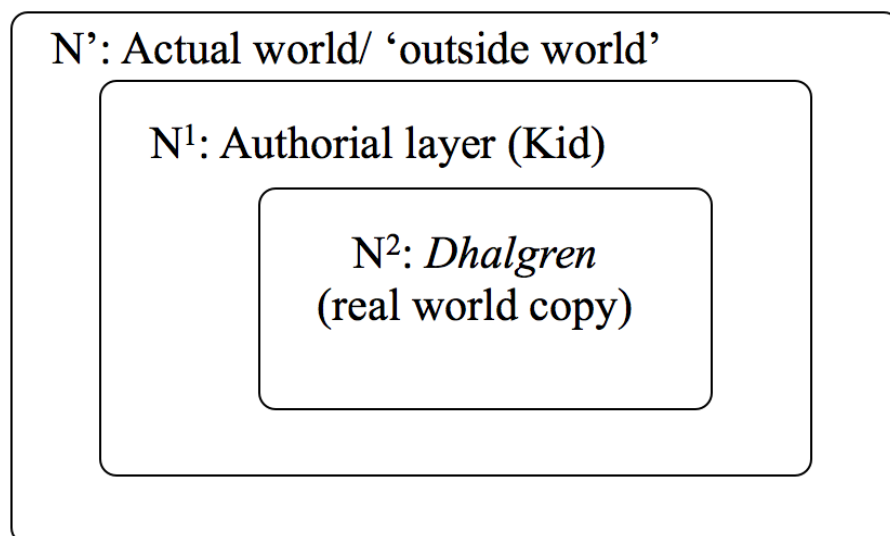 N’: Actual world/ ‘outside world’
N¹: Authorial layer (Kid)
N²: Dhalgren
(real world copy)